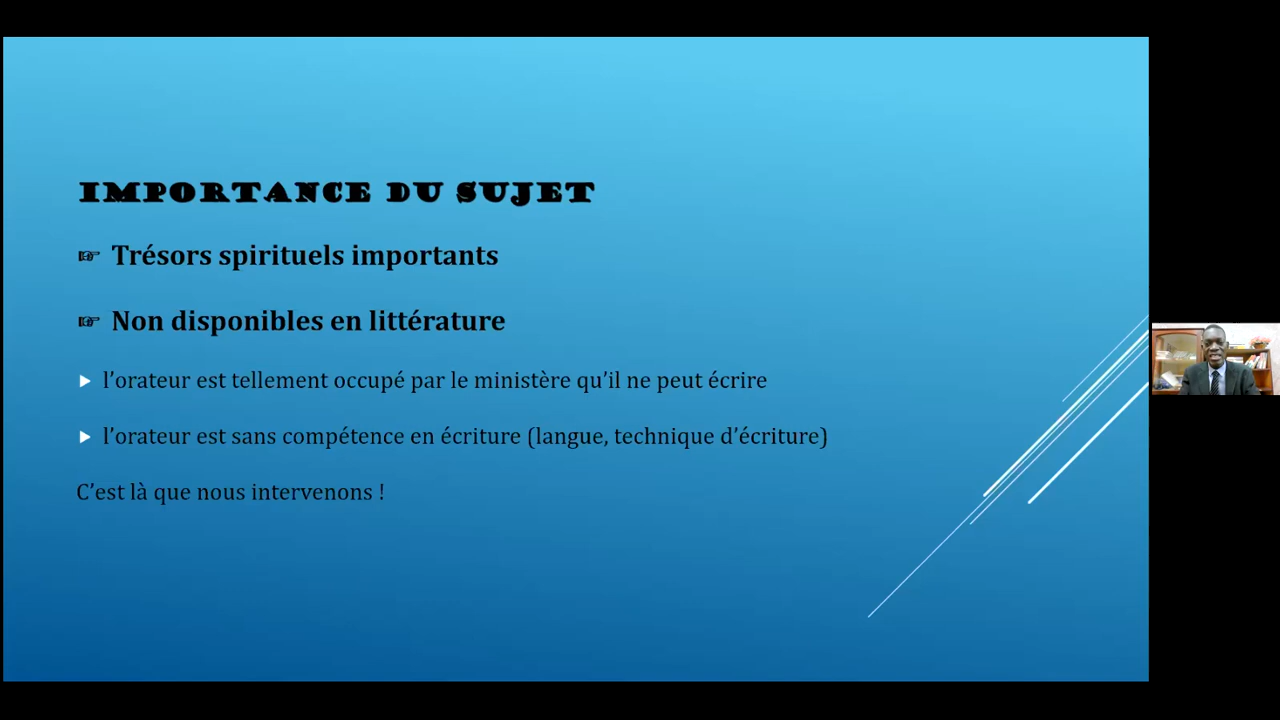 IMPORTANCE DU SUJET
☞ Trésors spirituels importants
☞ Non disponibles en littérature
▶ l’orateur est tellement occupé par le ministère qu’il ne peut écrire
▶ l’orateur est sans compétence en écriture (langue, technique d’écriture)
C’est là que nous intervenons !